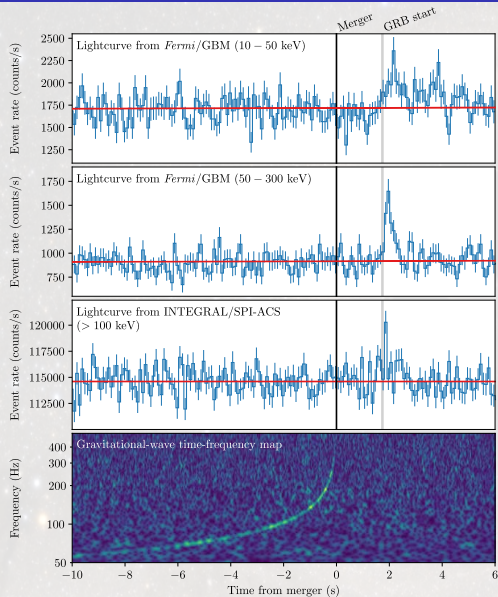 Merger
GRB start
Lightcurve from Fermi/GBM (10 − 50 keV)
Event rate (counts/s)
2500
2250
2000
1750
1500
1250
Lightcurve from Fermi/GBM (50 − 300 keV)
Event rate (counts/s)
1750
1500
1250
1000
750
Lightcurve from INTEGRAL/SPI-ACS
(> 100 keV)
Event rate (counts/s)
120000
117500
115000
112500
Gravitational-wave time-frequency map
Frequency (Hz)
400
300
200
100
50
−10 −8 −6 −4 −2 0 2 4 6
Time from merger (s)